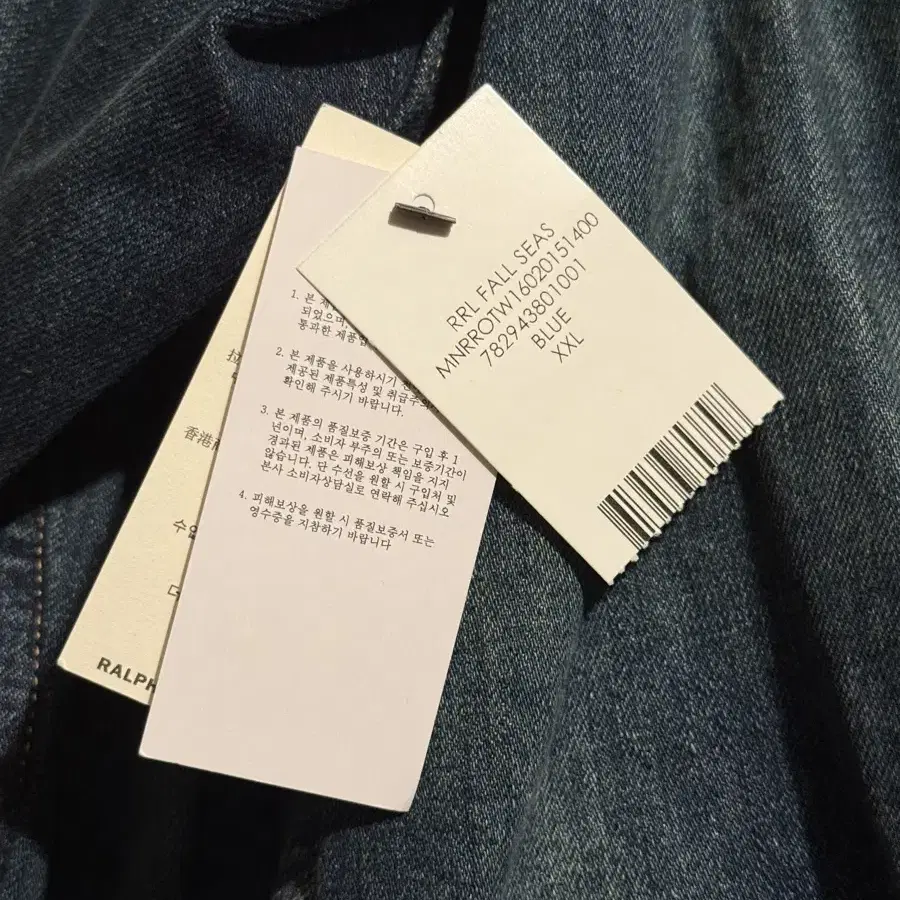 RRL FALL SEAS
MNRROTW16020151400
782943801001
BLUE
XXL
1. 본
되었으며,
통과한 제품
2. 본 제품을 사용하시기
제공된 제품특성 및 취급주의
확인해 주시기 바랍니다.
3. 본 제품의 품질보증 기간은 구입 후 1
년이며, 소비자 부주의 또는 보증기간이
경과된 제품은 피해보상 책임을 지지
않습니다. 단 수선을 원할 시 구입처 및
본사 소비자상담실로 연락해 주십시오
4. 피해보상을 원할 시 품질보증서 또는
영수증을 지참하기 바랍니다
香港
수입
RALPH